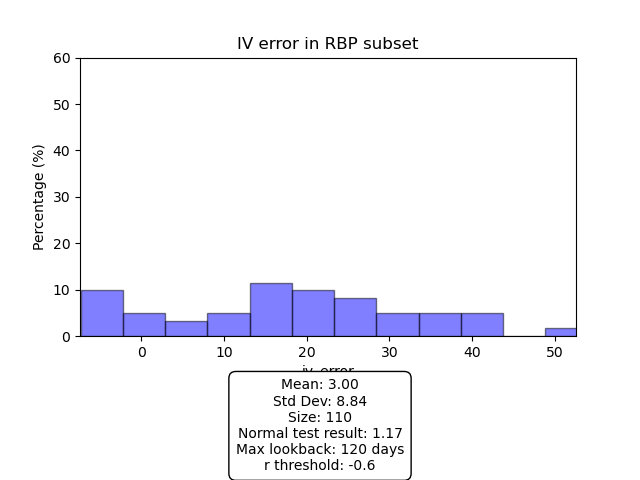 IV error in RBP subset
60
50
40
30
20
10
0
Percentage (%)
0 10 20 30 40 50
iv_error
Mean: 3.00
Std Dev: 8.84
Size: 110
Normal test result: 1.17
Max lookback: 120 days
r threshold: -0.6